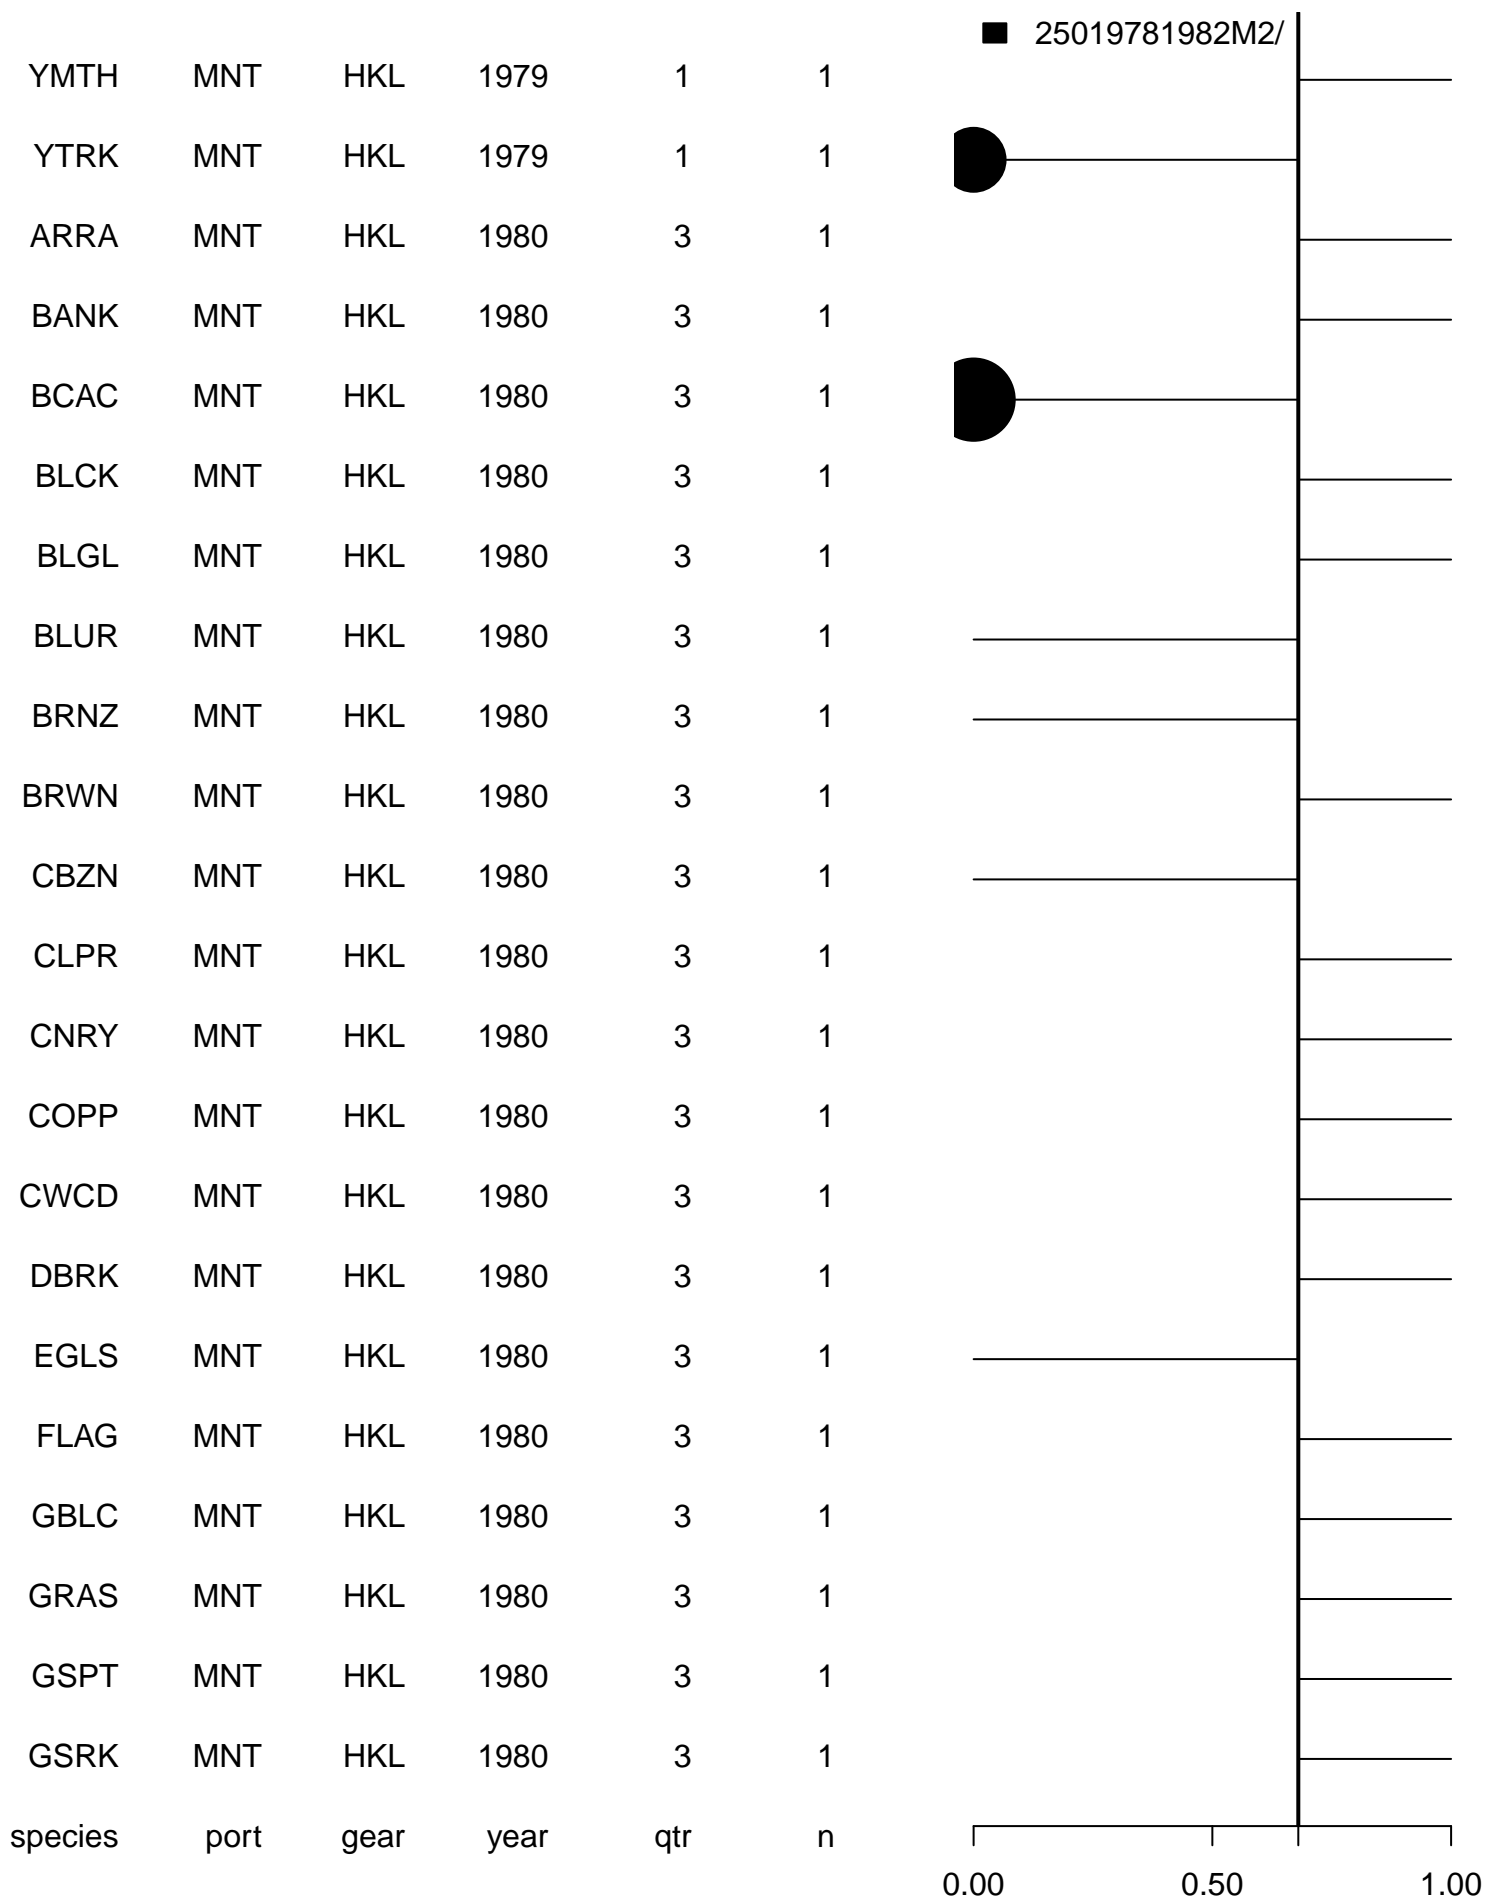 25019781982M2/
YMTH MNT HKL 1979 1 1
YTRK MNT HKL 1979 1 1
ARRA MNT HKL 1980 3 1
BANK MNT HKL 1980 3 1
BCAC MNT HKL 1980 3 1
BLCK MNT HKL 1980 3 1
BLGL MNT HKL 1980 3 1
BLUR MNT HKL 1980 3 1
BRNZ MNT HKL 1980 3 1
BRWN MNT HKL 1980 3 1
CBZN MNT HKL 1980 3 1
CLPR MNT HKL 1980 3 1
CNRY MNT HKL 1980 3 1
COPP MNT HKL 1980 3 1
CWCD MNT HKL 1980 3 1
DBRK MNT HKL 1980 3 1
EGLS MNT HKL 1980 3 1
FLAG MNT HKL 1980 3 1
GBLC MNT HKL 1980 3 1
GRAS MNT HKL 1980 3 1
GSPT MNT HKL 1980 3 1
GSRK MNT HKL 1980 3 1
species port gear year qtr n
0.00 0.50 1.00